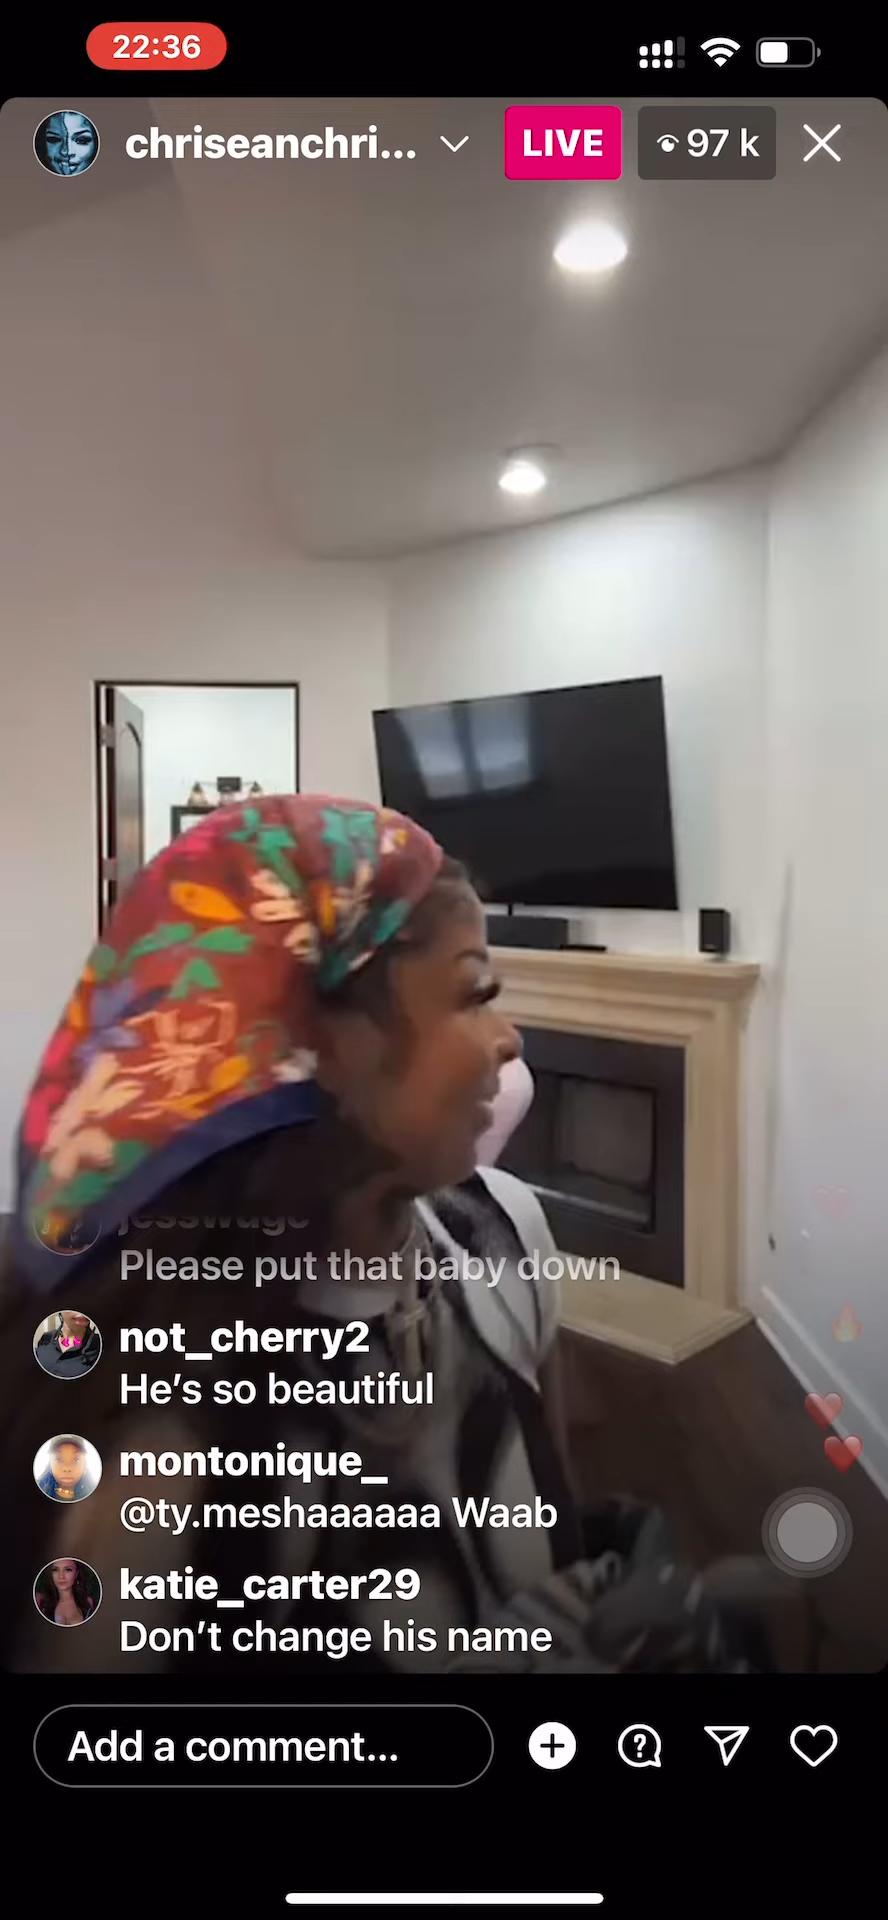 22:36
chriseanchri...
LIVE
97 k
jesswage
Please put that baby down
not_cherry2
He's so beautiful
montonique_
@ty.meshaaaaaa Waab
katie_carter29
Don't change his name
Add a comment...